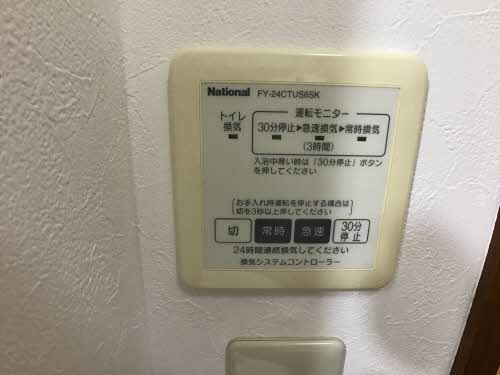 National FY-24CTUS6SK
運転モニター
トイレ
換気
30分停止▶急速換気▶常時換気
(3時間)
入浴中寒い時は「30分停止」ボタン
を押してください
お手入れ時運転を停止する場合は
切を3秒以上押してください
切 常時 急速 30分
停止
24時間連続換気してください
換気システムコントローラー